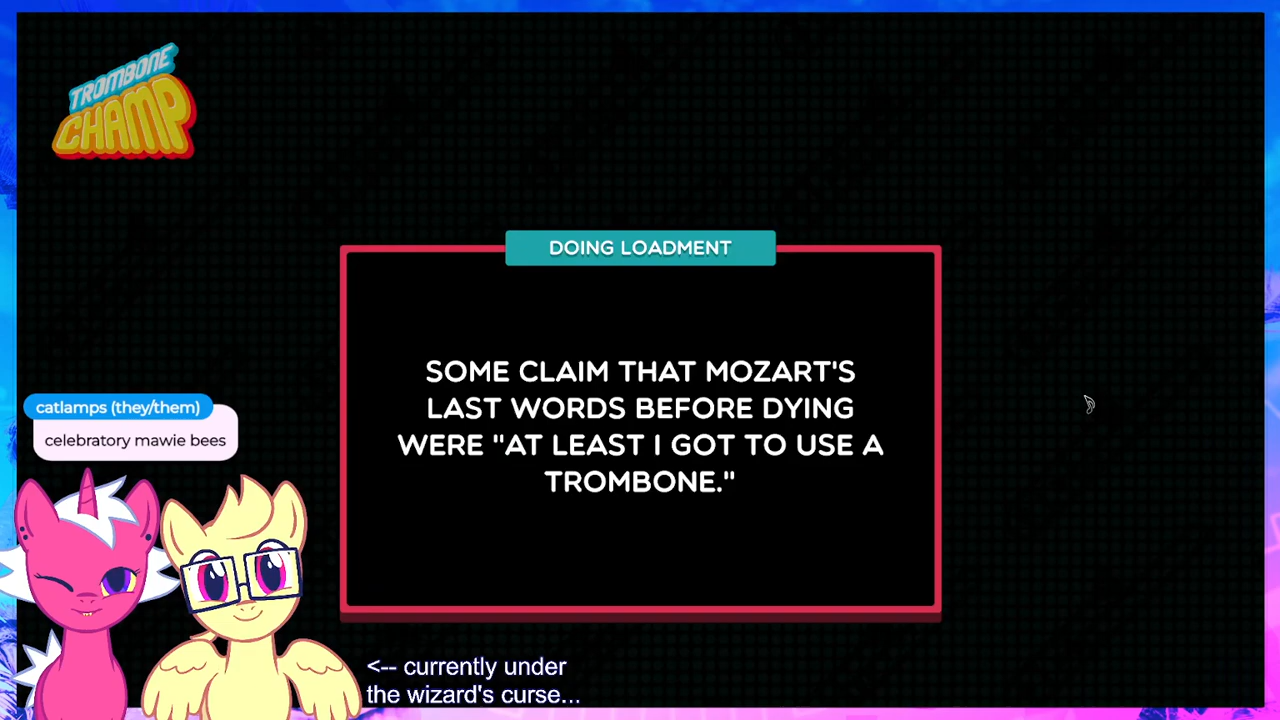 TROMBONE
CHAMP
DOING LOADMENT
SOME CLAIM THAT MOZART'S
LAST WORDS BEFORE DYING
WERE "AT LEAST I GOT TO USE A
TROMBONE."
catlamps (they/them)
celebratory mawie bees
<-- currently under
the wizard's curse...